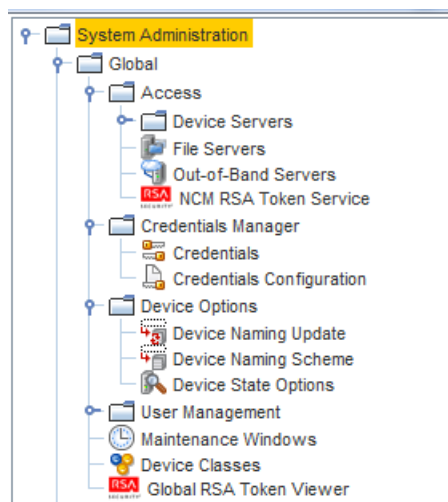 System Administration
Global
Access
Device Servers
File Servers
Out-of-Band Servers
RSA SECURITY NCM RSA Token Service
Credentials Manager
Credentials
Credentials Configuration
Device Options
Device Naming Update
Device Naming Scheme
Device State Options
User Management
Maintenance Windows
Device Classes
RSA SECURITY Global RSA Token Viewer